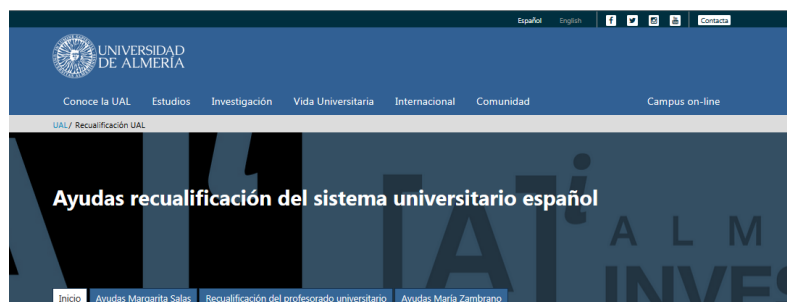 Español English Contacta
UNIVERSIDAD
DE ALMERÍA
Conoce la UAL Estudios Investigación Vida Universitaria Internacional Comunidad Campus on-line
UAL/ Recualificación UAL
Ayudas recualificación del sistema universitario español
[A]i
A L M
INVES
Inicio Ayudas Margarita Salas Recualificación del profesorado universitario Ayudas María Zambrano